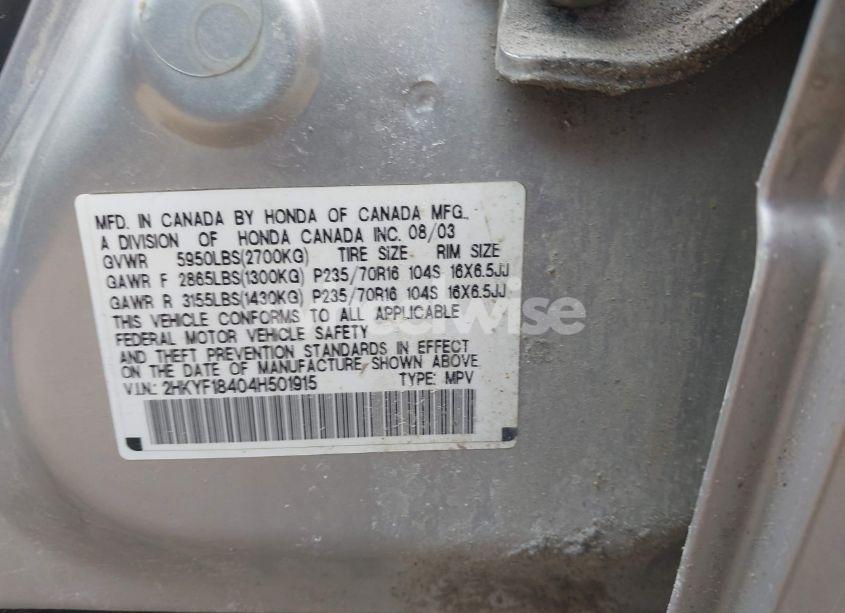 MFD. IN CANADA BY HONDA OF CANADA MFG.,
A DIVISION OF HONDA CANADA INC. 08/03
GVWR 5950LBS(2700KG) TIRE SIZE RIM SIZE
GAWR F 2865LBS(1300KG) P235/70R16 104S 16X6.5JJ
GAWR R 3155LBS(1430KG) P235/70R16 104S 16X6.5JJ
THIS VEHICLE CONFORMS TO ALL APPLICABLE
FEDERAL MOTOR VEHICLE SAFETY
AND THEFT PREVENTION STANDARDS IN EFFECT
ON THE DATE OF MANUFACTURE SHOWN ABOVE
V.I.N.: 2HKYF18404H501915 TYPE: MPV